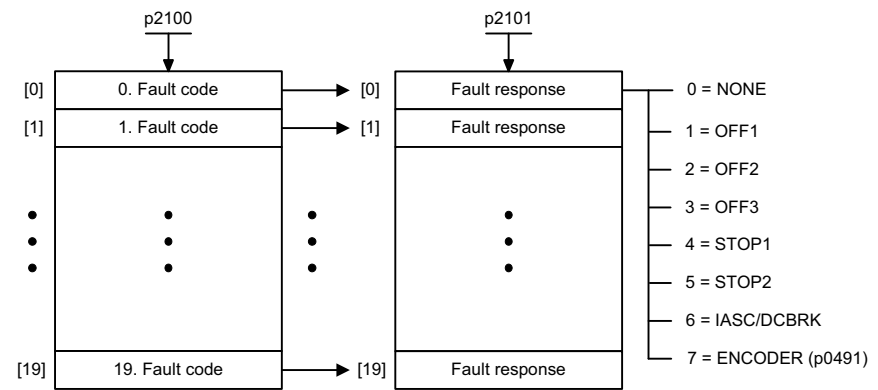 p2100 p2101
[0] 0. Fault code [0] Fault response 0 = NONE
[1] 1. Fault code [1] Fault response 1 = OFF1
2 = OFF2
3 = OFF3
4 = STOP1
5 = STOP2
6 = IASC/DCBRK
7 = ENCODER (p0491)
[19] 19. Fault code [19] Fault response